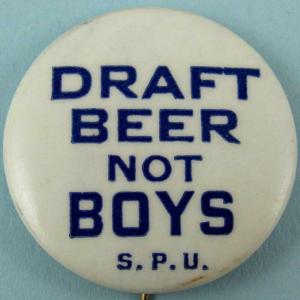 DRAFT
BEER
NOT
BOYS
S. P. U.